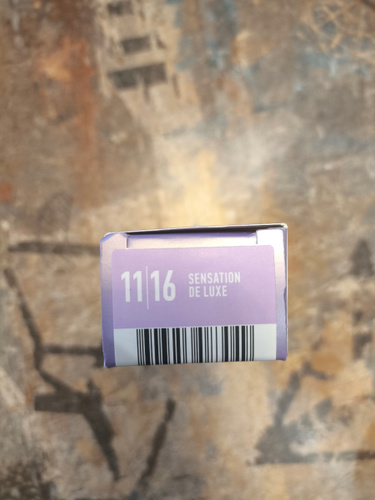 11|16 SENSATION
DE LUXE